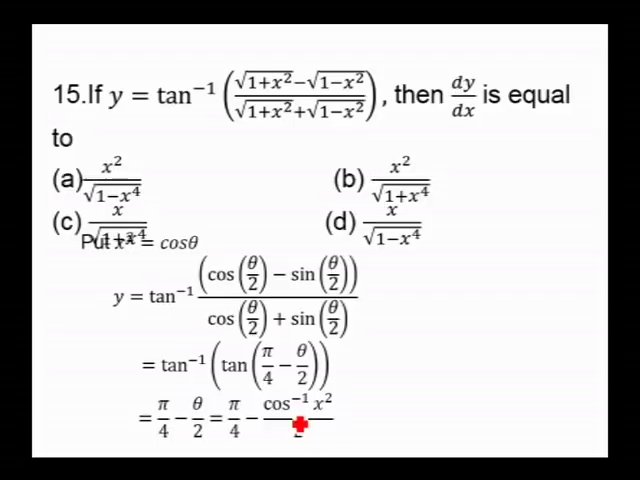 15.If y = tan⁻¹ ( (√1+x² − √1−x²) / (√1+x² + √1−x²) ), then dy/dx is equal
to
(a) x²/√1−x⁴ (b) x²/√1+x⁴
(c) x/√1+x⁴ (d) x/√1−x⁴
Put x² = cosθ
y = tan⁻¹ (cos(θ/2) − sin(θ/2)) / cos(θ/2) + sin(θ/2)
= tan⁻¹ (tan(π/4 − θ/2))
= π/4 − θ/2 = π/4 − cos⁻¹ x²/